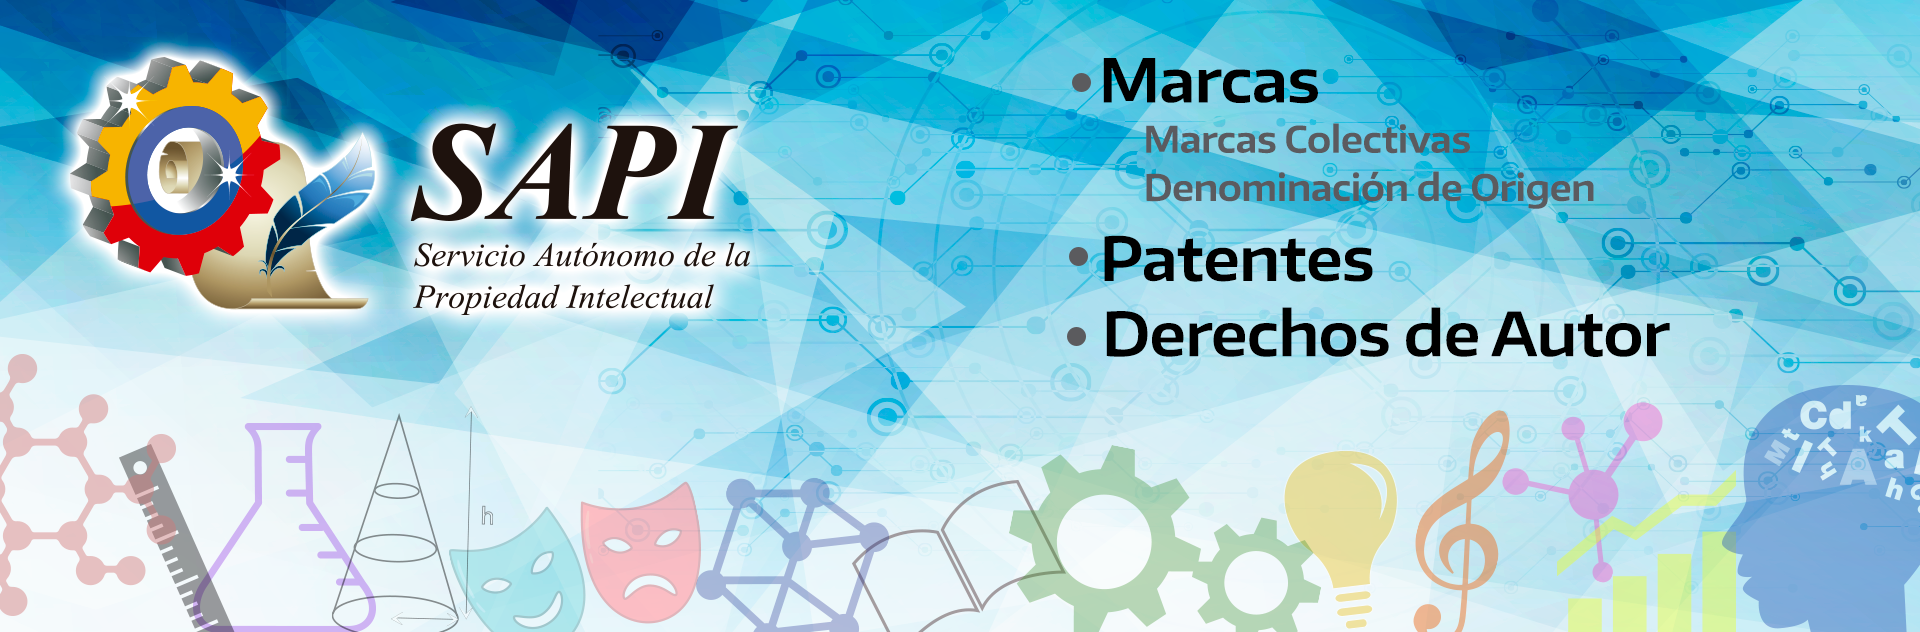 SAPI
Servicio Autónomo de la
Propiedad Intelectual
• Marcas
Marcas Colectivas
Denominación de Origen
• Patentes
• Derechos de Autor
h